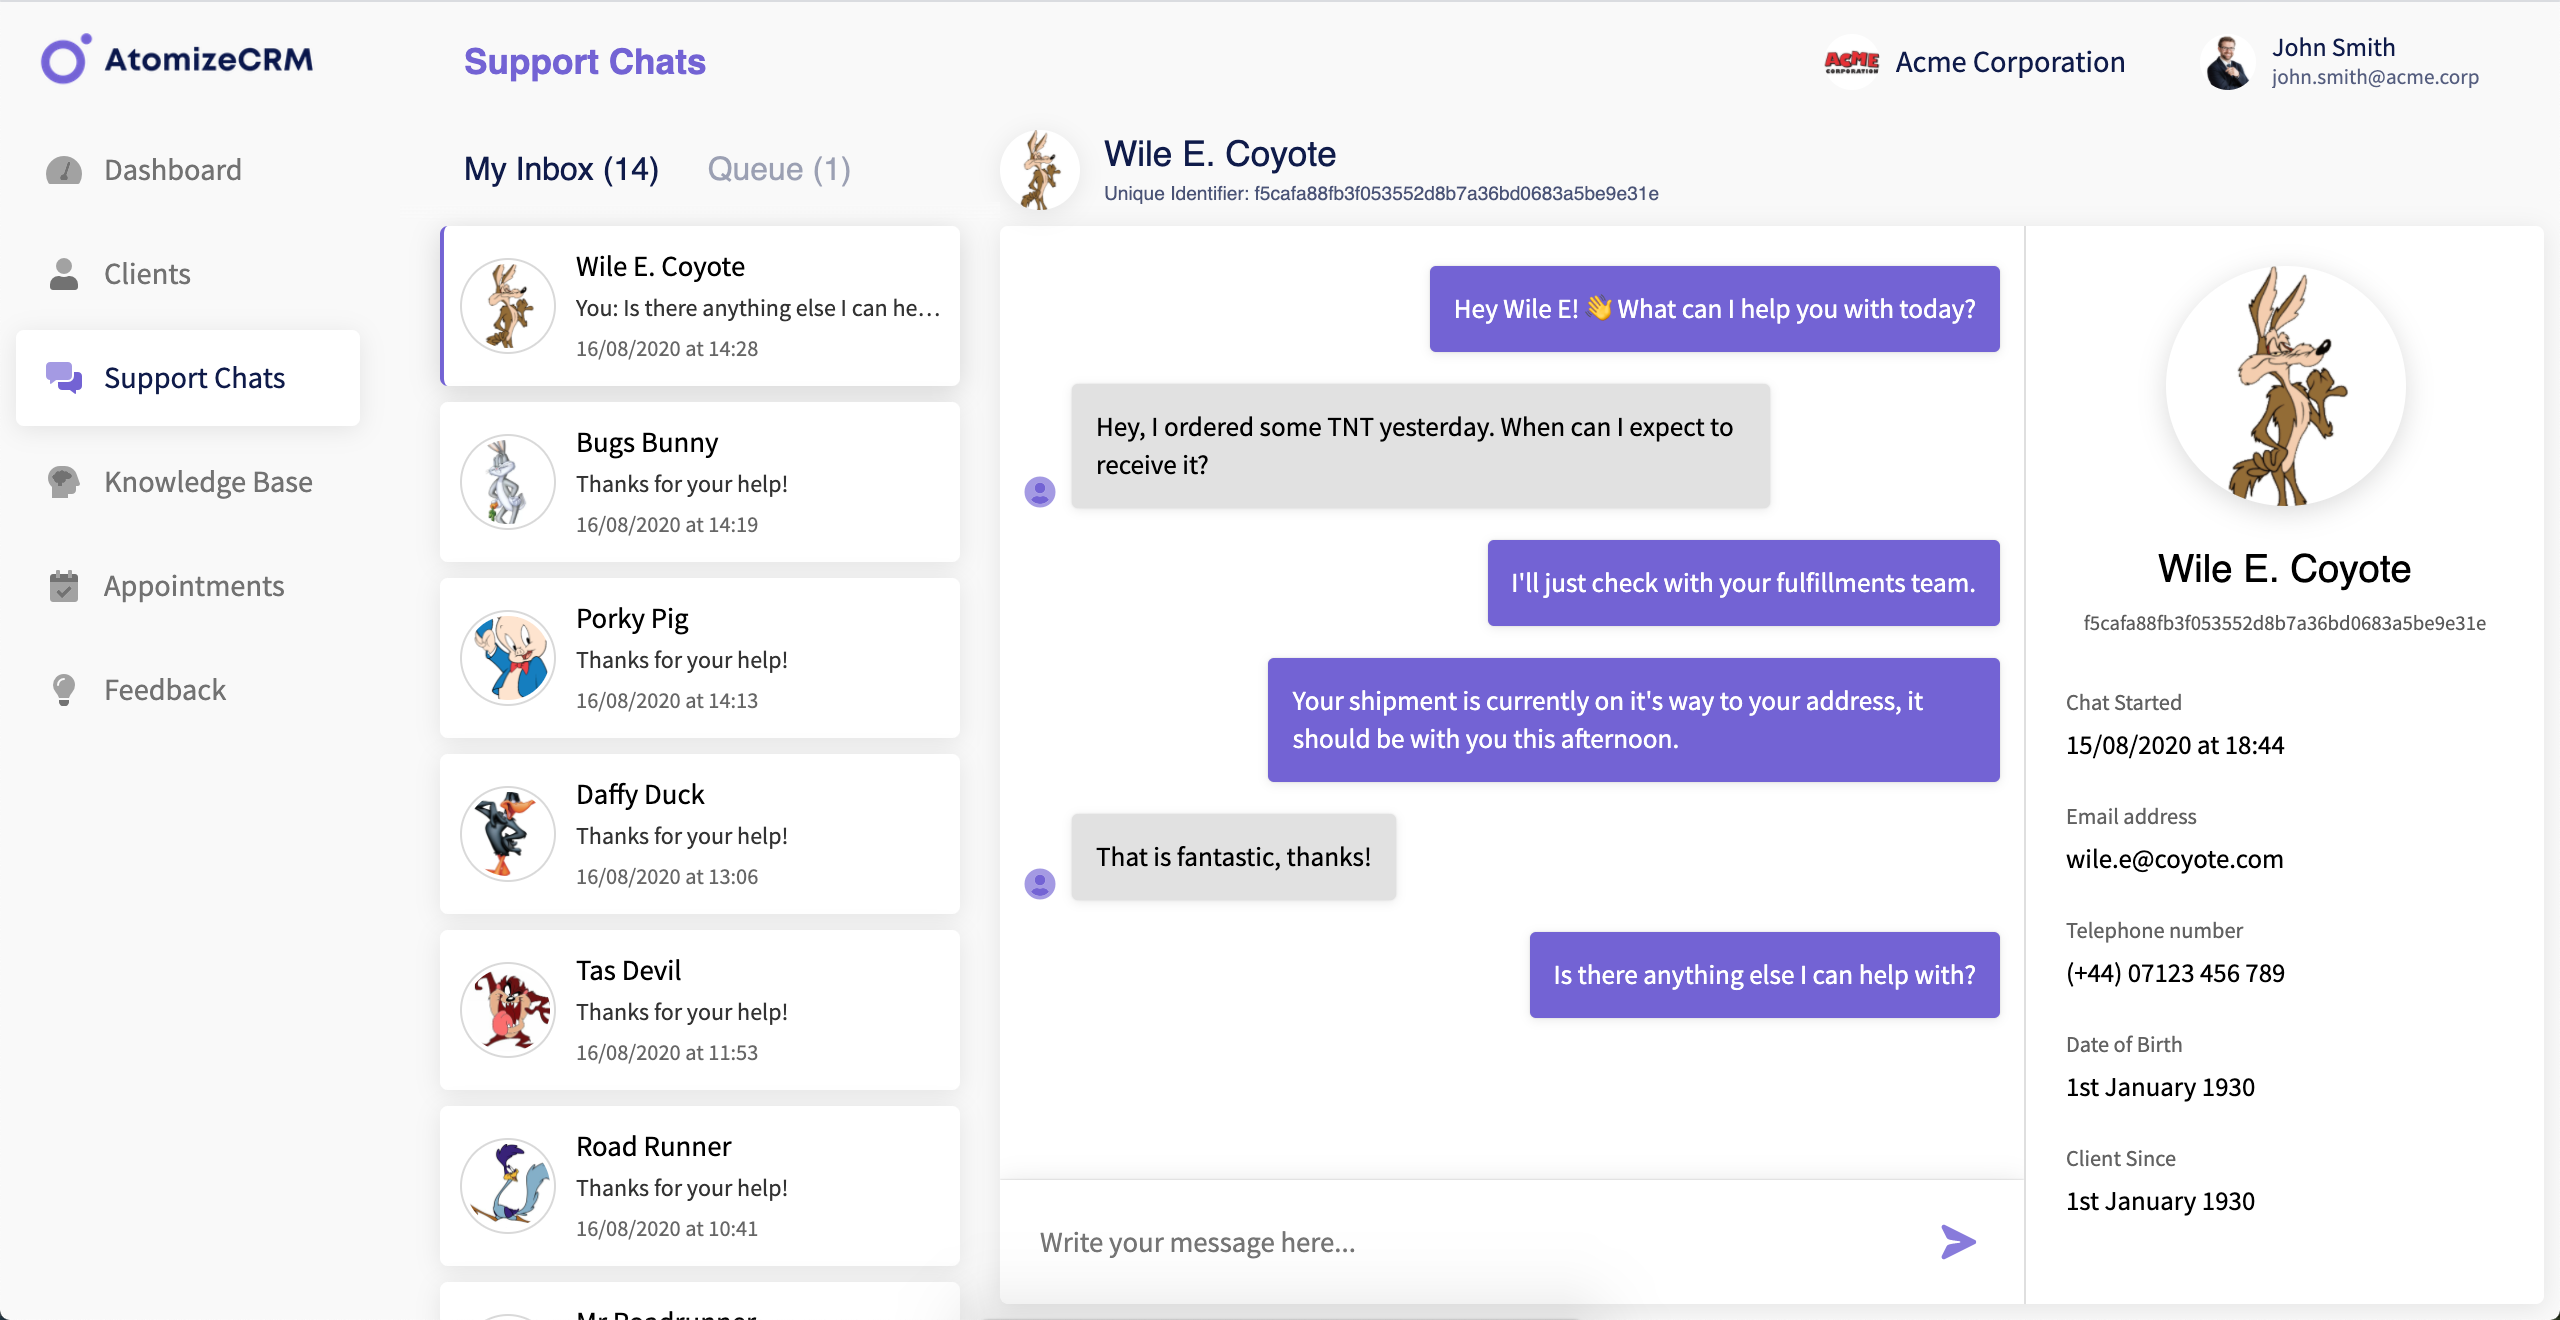 AtomizeCRM
Support Chats
ACME
CORPORATION
Acme Corporation
John Smith
john.smith@acme.corp
Dashboard
Clients
Support Chats
Knowledge Base
Appointments
Feedback
My Inbox (14)
Queue (1)
Wile E. Coyote
You: Is there anything else I can he…
16/08/2020 at 14:28
Bugs Bunny
Thanks for your help!
16/08/2020 at 14:19
Porky Pig
Thanks for your help!
16/08/2020 at 14:13
Daffy Duck
Thanks for your help!
16/08/2020 at 13:06
Tas Devil
Thanks for your help!
16/08/2020 at 11:53
Road Runner
Thanks for your help!
16/08/2020 at 10:41
Mr Roadrunner
Wile E. Coyote
Unique Identifier: f5cafa88fb3f053552d8b7a36bd0683a5be9e31e
Hey Wile E! 👋 What can I help you with today?
Hey, I ordered some TNT yesterday. When can I expect to
receive it?
I'll just check with your fulfillments team.
Your shipment is currently on it's way to your address, it
should be with you this afternoon.
That is fantastic, thanks!
Is there anything else I can help with?
Write your message here...
Wile E. Coyote
f5cafa88fb3f053552d8b7a36bd0683a5be9e31e
Chat Started
15/08/2020 at 18:44
Email address
wile.e@coyote.com
Telephone number
(+44) 07123 456 789
Date of Birth
1st January 1930
Client Since
1st January 1930